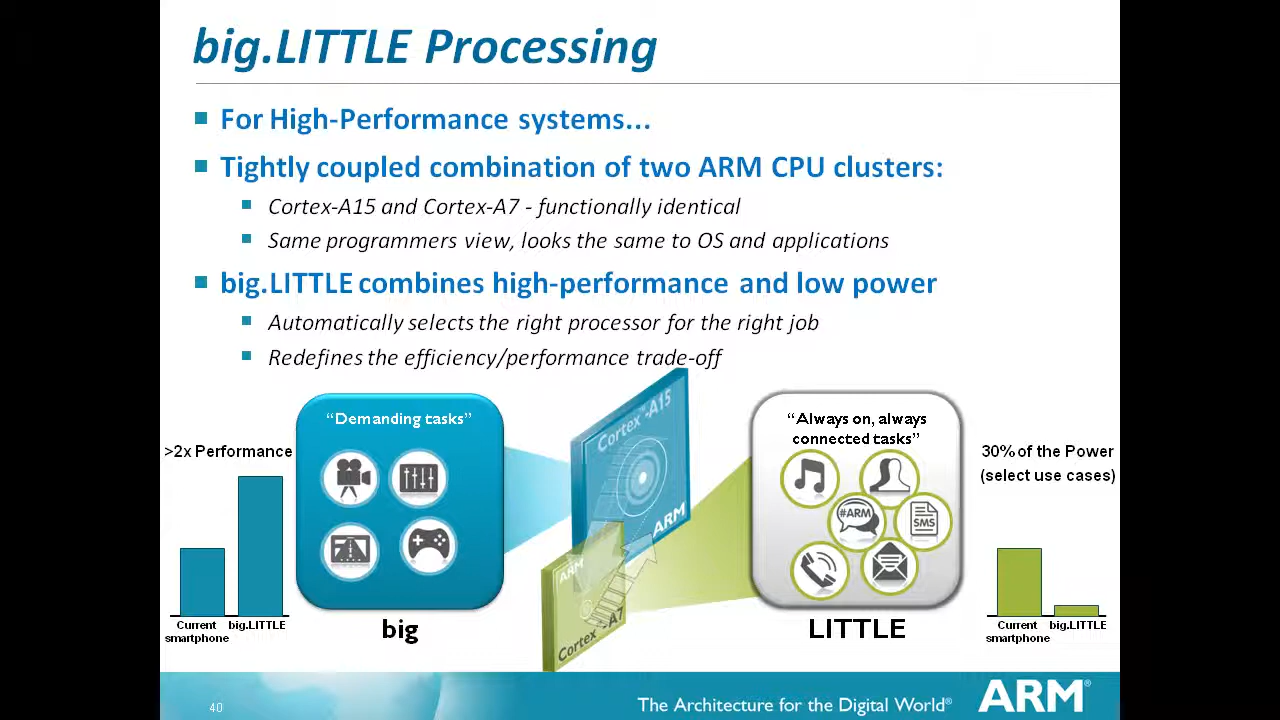 big.LITTLE Processing
For High-Performance systems...
Tightly coupled combination of two ARM CPU clusters:
Cortex-A15 and Cortex-A7 - functionally identical
Same programmers view, looks the same to OS and applications
big.LITTLE combines high-performance and low power
Automatically selects the right processor for the right job
Redefines the efficiency/performance trade-off
>2x Performance
Current
smartphone
big.LITTLE
“Demanding tasks”
big
Cortex™-A15
ARM
ARM
Cortex™-A7
“Always on, always
connected tasks”
#ARM
SMS
LITTLE
30% of the Power
(select use cases)
Current
smartphone
big.LITTLE
40
The Architecture for the Digital World®
ARM®